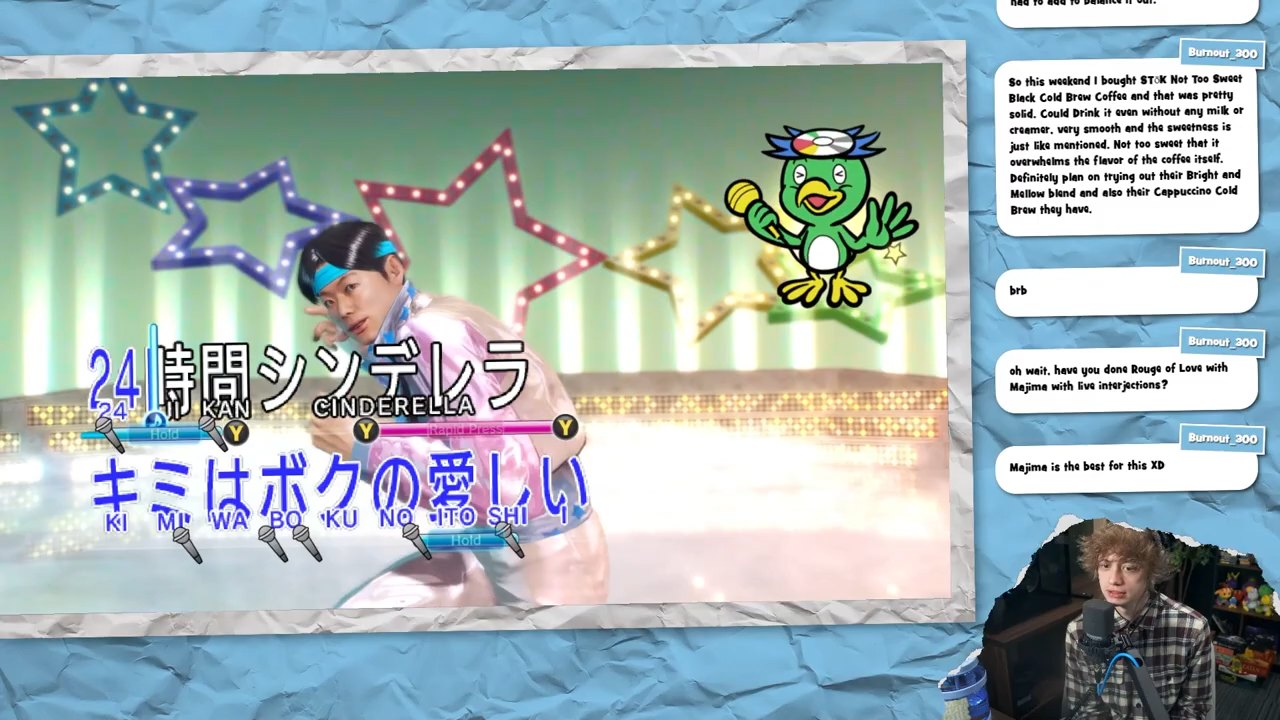 24時間シンデレラ
24 JI KAN CINDERELLA
Hold
Y
Y
Rapid Press
Y
キミはボクの愛しい
KI MI WA BO KU NO ITO SHI I
Hold
Burnout_300
So this weekend I bought STōK Not Too Sweet
Black Cold Brew Coffee and that was pretty
solid. Could Drink it even without any milk or
creamer, very smooth and the sweetness is
just like mentioned. Not too sweet that it
overwhelms the flavor of the coffee itself.
Definitely plan on trying out their Bright and
Mellow blend and also their Cappuccino Cold
Brew they have.
Burnout_300
brb
Burnout_300
oh wait, have you done Rouge of Love with
Majima with live interjections?
Burnout_300
Majima is the best for this XD